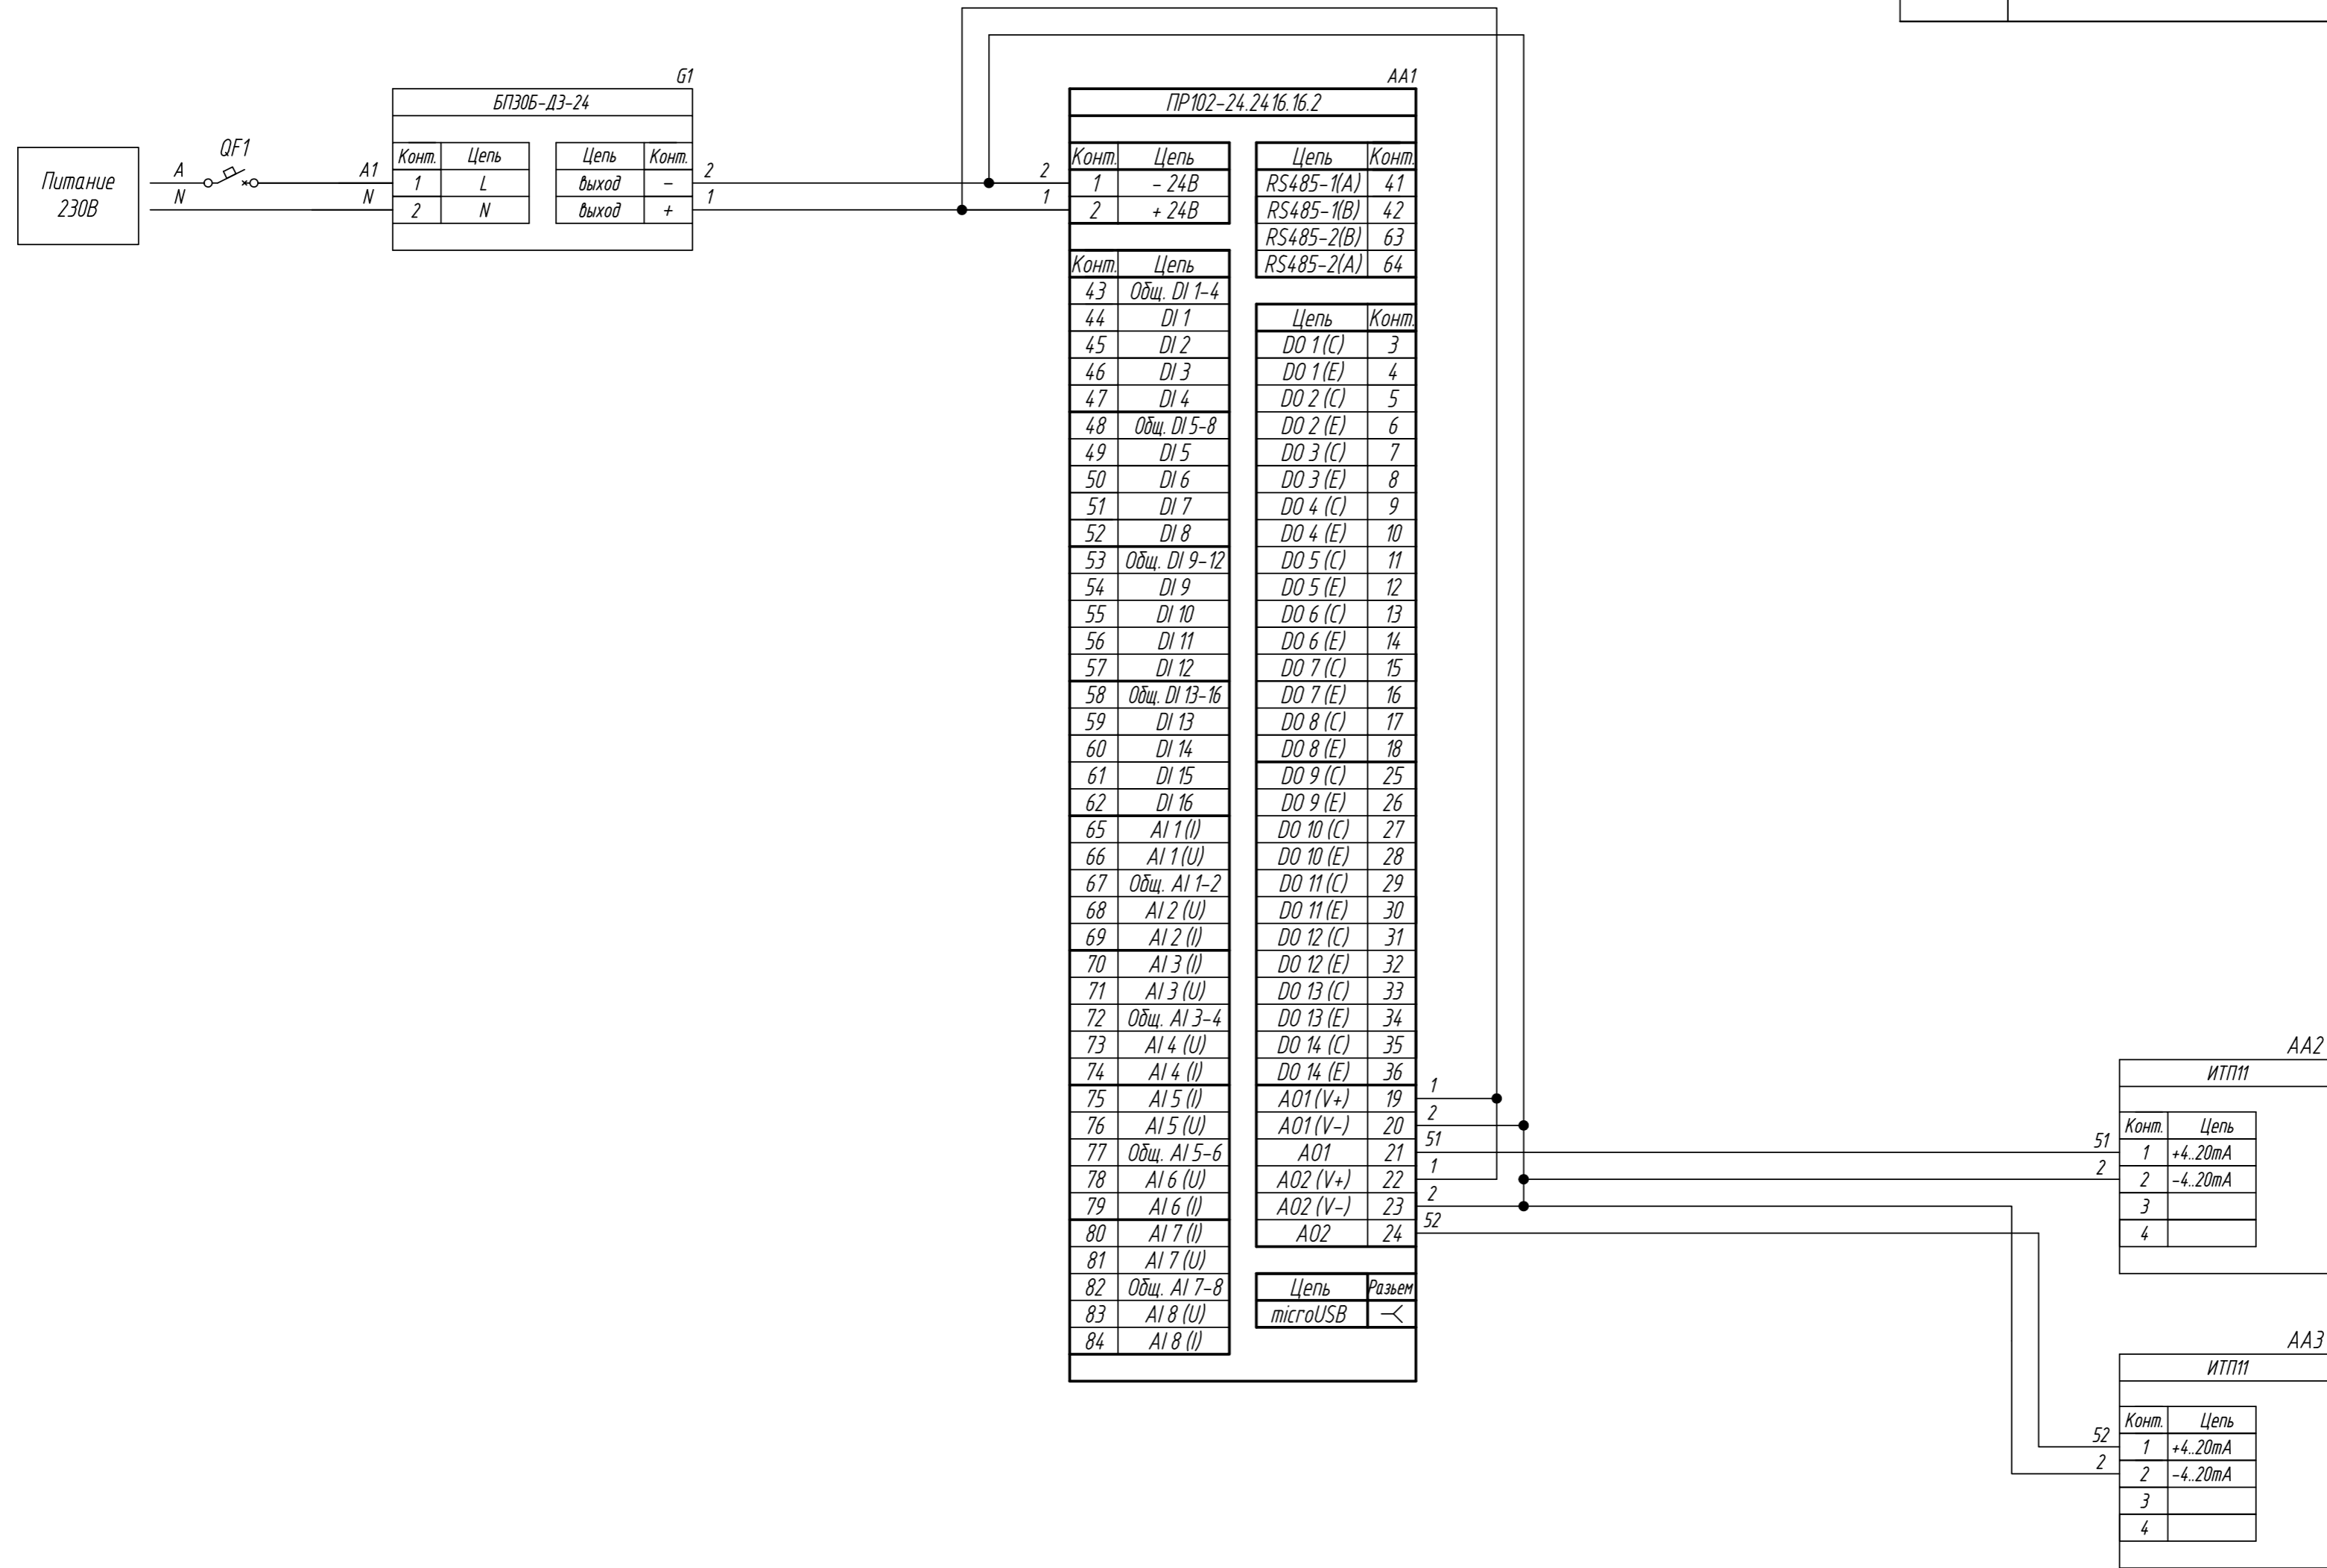 Питание
230В
A
N
QF1
A1
N
G1
БП30Б-Д3-24
Конт. Цепь Цепь Конт.
1 L выход –
2 N выход +
2
1
2
1
AA1
ПР102-24.2416.16.2
Конт. Цепь
1 - 24В
2 + 24В
Конт. Цепь
43 Общ. DI 1-4
44 DI 1
45 DI 2
46 DI 3
47 DI 4
48 Общ. DI 5-8
49 DI 5
50 DI 6
51 DI 7
52 DI 8
53 Общ. DI 9-12
54 DI 9
55 DI 10
56 DI 11
57 DI 12
58 Общ. DI 13-16
59 DI 13
60 DI 14
61 DI 15
62 DI 16
65 AI 1 (I)
66 AI 1 (U)
67 Общ. AI 1-2
68 AI 2 (U)
69 AI 2 (I)
70 AI 3 (I)
71 AI 3 (U)
72 Общ. AI 3-4
73 AI 4 (U)
74 AI 4 (I)
75 AI 5 (I)
76 AI 5 (U)
77 Общ. AI 5-6
78 AI 6 (U)
79 AI 6 (I)
80 AI 7 (I)
81 AI 7 (U)
82 Общ. AI 7-8
83 AI 8 (U)
84 AI 8 (I)
Цепь Конт.
RS485-1(A) 41
RS485-1(B) 42
RS485-2(B) 63
RS485-2(A) 64
Цепь Конт.
DO 1 (C) 3
DO 1 (E) 4
DO 2 (C) 5
DO 2 (E) 6
DO 3 (C) 7
DO 3 (E) 8
DO 4 (C) 9
DO 4 (E) 10
DO 5 (C) 11
DO 5 (E) 12
DO 6 (C) 13
DO 6 (E) 14
DO 7 (C) 15
DO 7 (E) 16
DO 8 (C) 17
DO 8 (E) 18
DO 9 (C) 25
DO 9 (E) 26
DO 10 (C) 27
DO 10 (E) 28
DO 11 (C) 29
DO 11 (E) 30
DO 12 (C) 31
DO 12 (E) 32
DO 13 (C) 33
DO 13 (E) 34
DO 14 (C) 35
DO 14 (E) 36
AO1 (V+) 19 1
AO1 (V-) 20 2
AO1 21 51
AO2 (V+) 22 1
AO2 (V-) 23 2
AO2 24 52
Цепь Разьем
microUSB
AA2
ИТП11
Конт. Цепь
51 1 +4..20mA
2 2 -4..20mA
3
4
AA3
ИТП11
Конт. Цепь
52 1 +4..20mA
2 2 -4..20mA
3
4